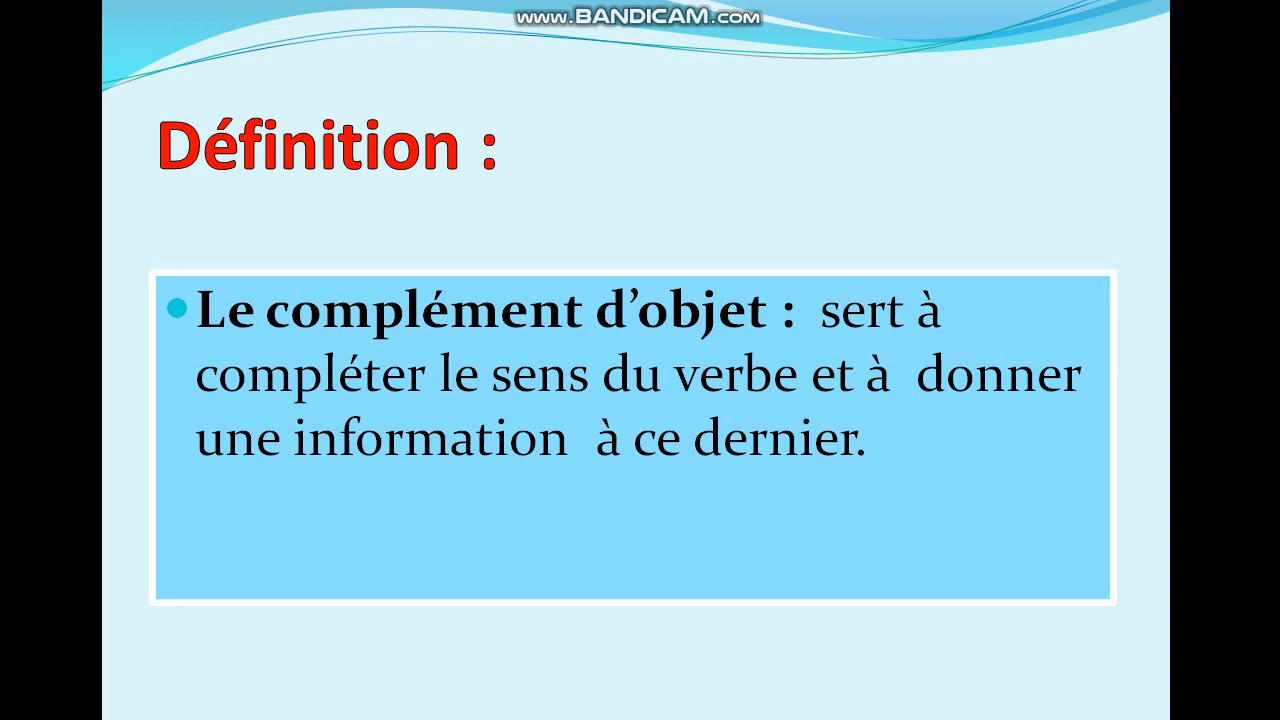 www.BANDICAM.com
Définition :
Le complément d’objet : sert à
compléter le sens du verbe et à donner
une information à ce dernier.